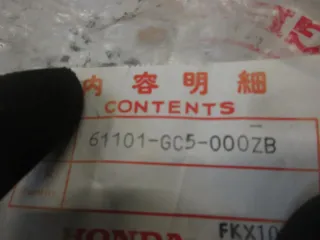 内容明細
CONTENTS
61101-GC5-000ZB
HONDA
FKX10